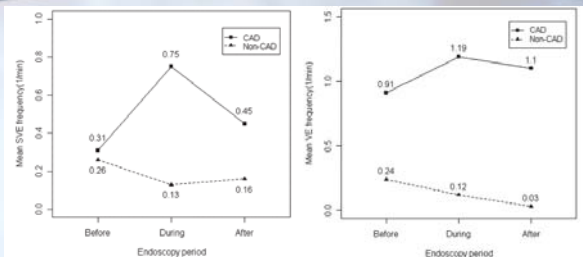 1.0
0.8
0.6
0.4
0.2
0.0
Mean SVE frequency(1/min)
CAD
Non-CAD
0.31
0.75
0.45
0.26
0.13
0.16
Before
During
After
Endoscopy period
1.5
1.0
0.5
0.0
Mean VE frequency(1/min)
CAD
Non-CAD
0.91
1.19
1.1
0.24
0.12
0.03
Before
During
After
Endoscopy period